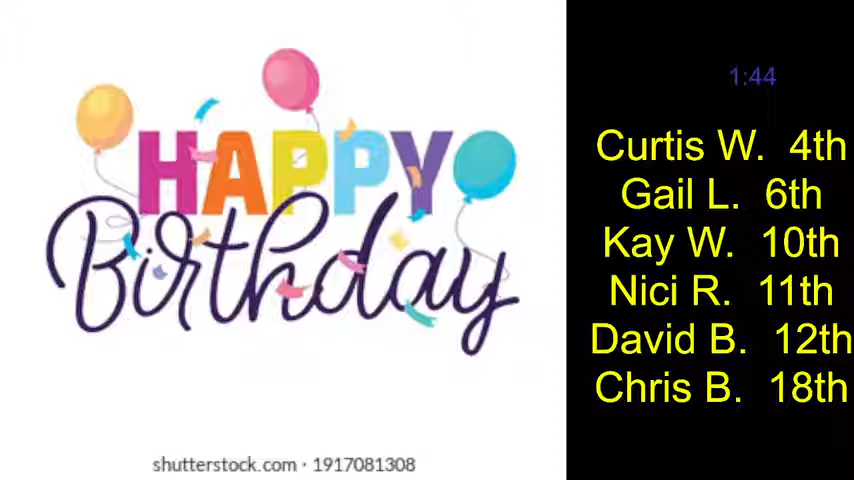 HAPPY
Birthday
shutterstock.com · 1917081308
1:44
Curtis W. 4th
Gail L. 6th
Kay W. 10th
Nici R. 11th
David B. 12th
Chris B. 18th